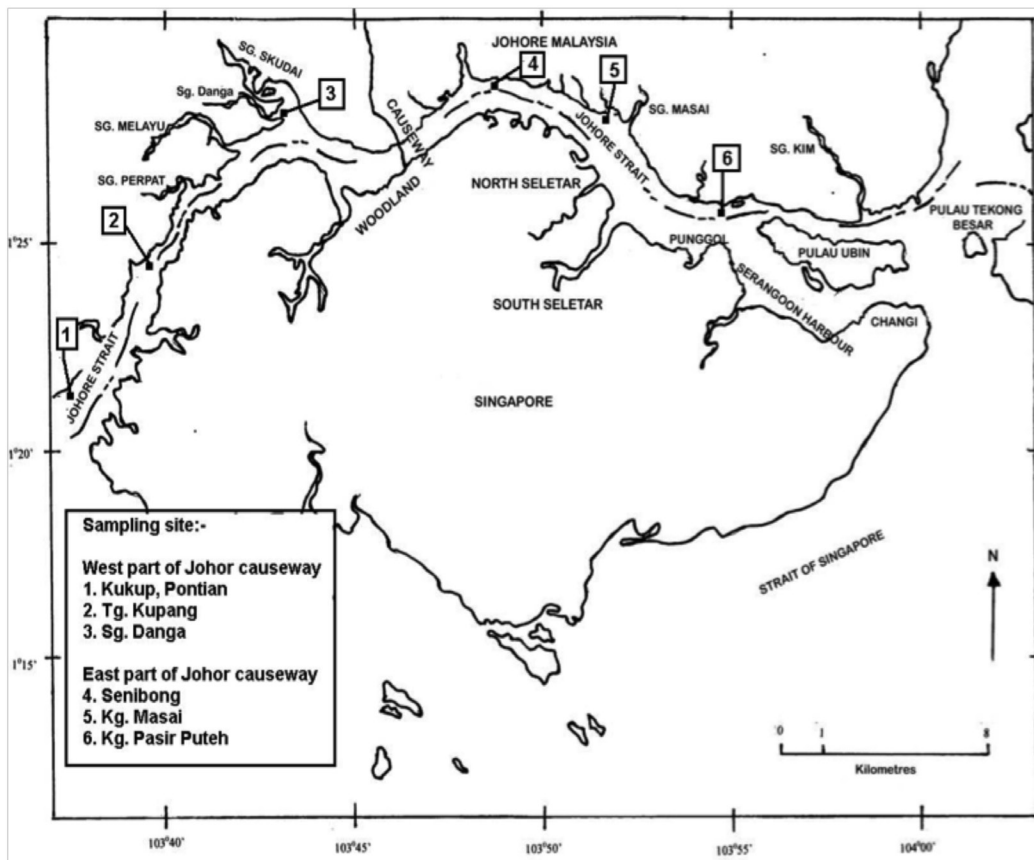 JOHORE MALAYSIA
SG. SKUDAI
4
5
Sg. Danga
3
SG. MASAI
CAUSEWAY
JOHORE STRAIT
SG. MELAYU
6
SG. KIM
SG. PERPAT
NORTH SELETAR
WOODLAND
PULAU TEKONG
BESAR
2
1°25'
PUNGGOL
PULAU UBIN
SOUTH SELETAR
SERANGOON HARBOUR
CHANGI
1
JOHORE STRAIT
SINGAPORE
1°20'
Sampling site:-
West part of Johor causeway
1. Kukup, Pontian
2. Tg. Kupang
3. Sg. Danga
East part of Johor causeway
4. Senibong
5. Kg. Masai
6. Kg. Pasir Puteh
STRAIT OF SINGAPORE
N
1°15'
0 1 8
Kilometres
103°40' 103°45' 103°50' 103°55' 104°00'